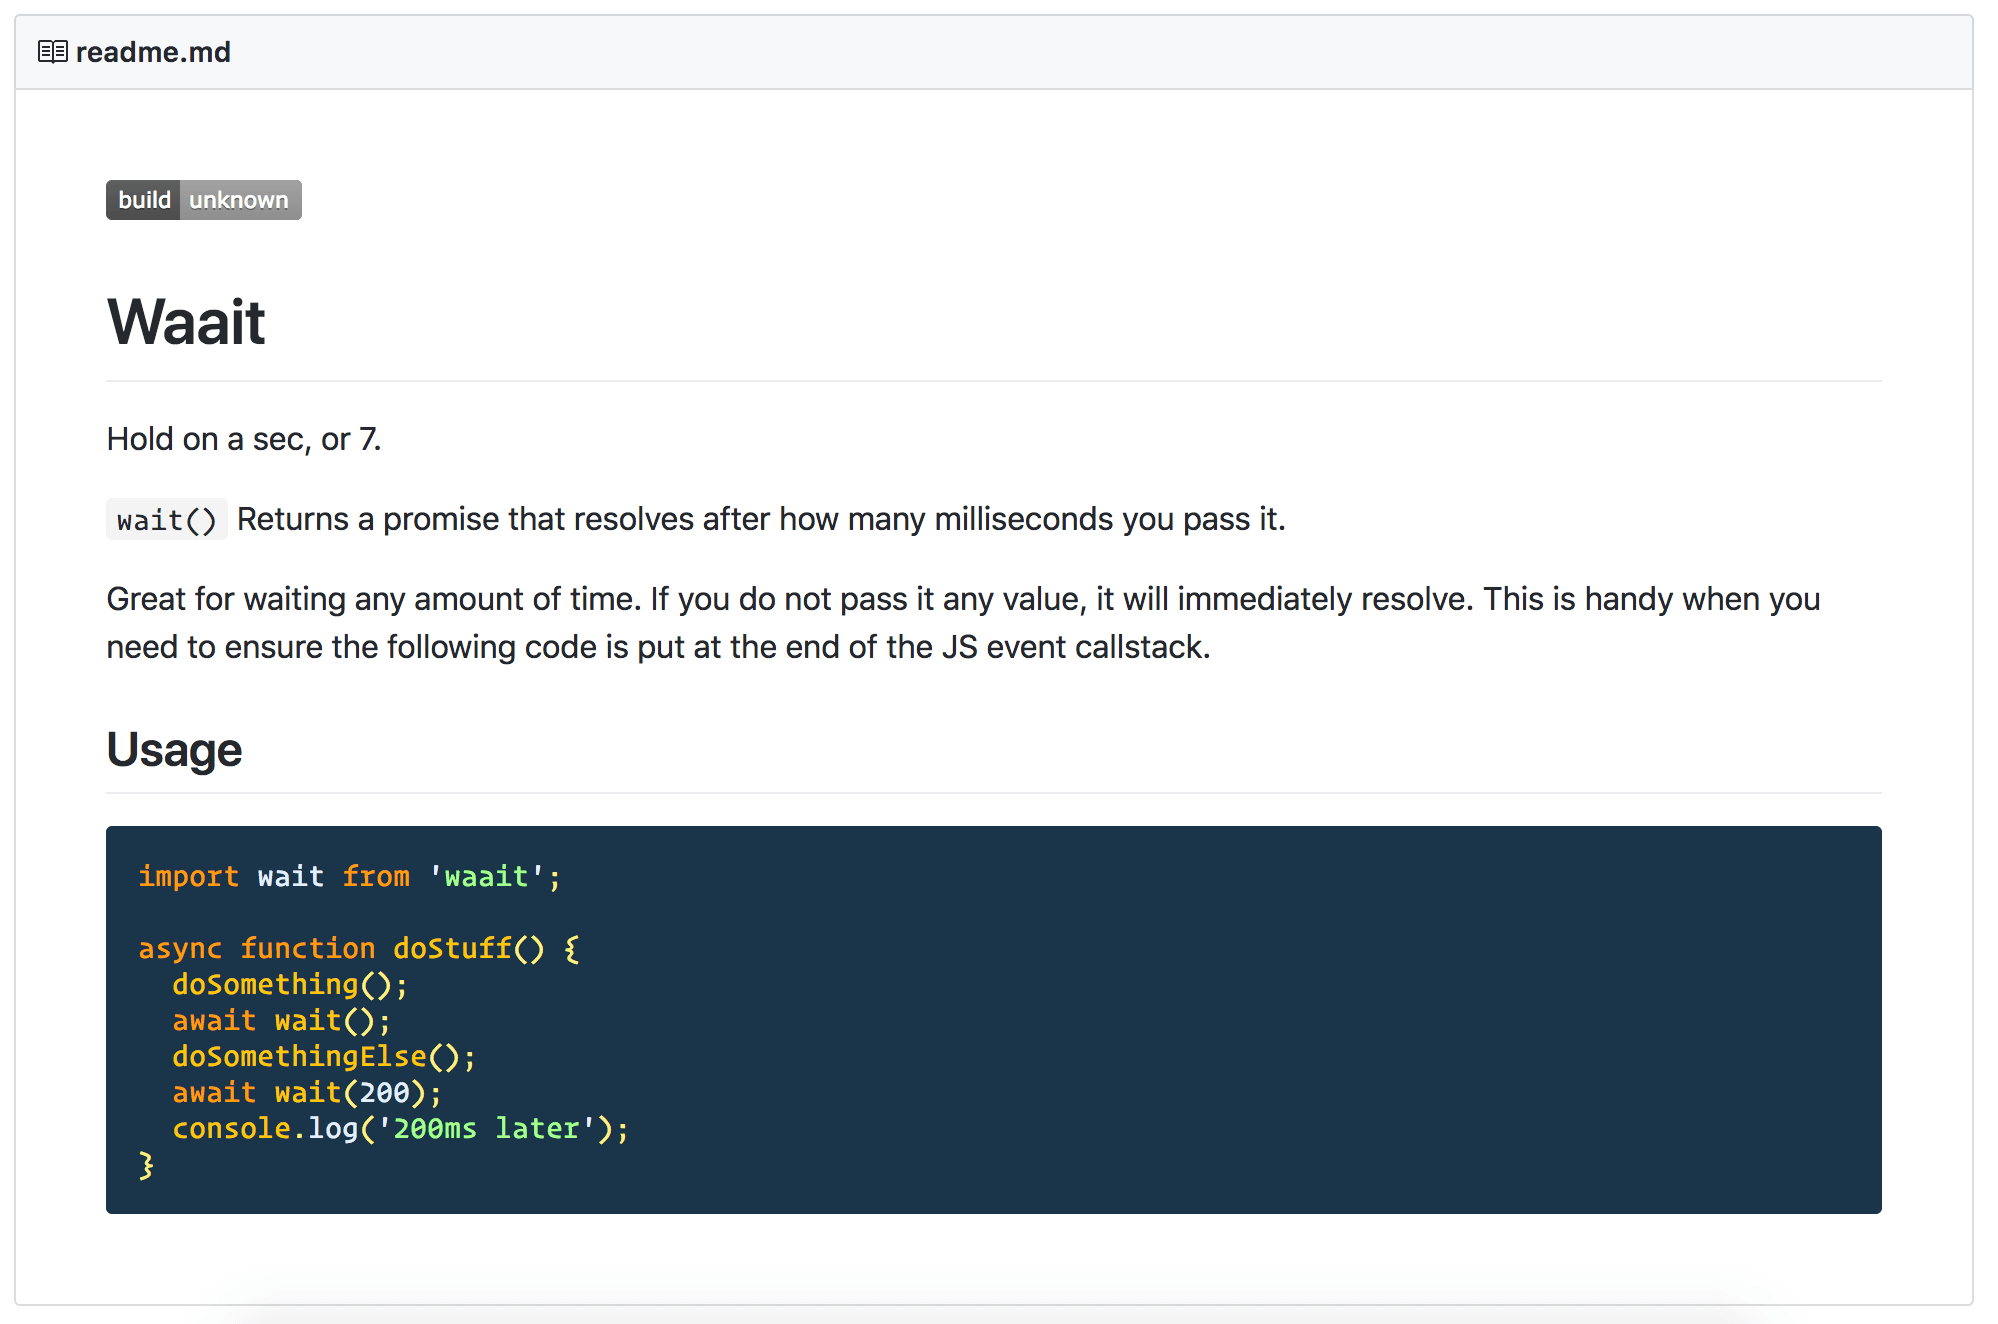 readme.md
build unknown
Waait
Hold on a sec, or 7.
wait() Returns a promise that resolves after how many milliseconds you pass it.
Great for waiting any amount of time. If you do not pass it any value, it will immediately resolve. This is handy when you
need to ensure the following code is put at the end of the JS event callstack.
Usage
import wait from 'waait';
async function doStuff() {
  doSomething();
  await wait();
  doSomethingElse();
  await wait(200);
  console.log('200ms later');
}